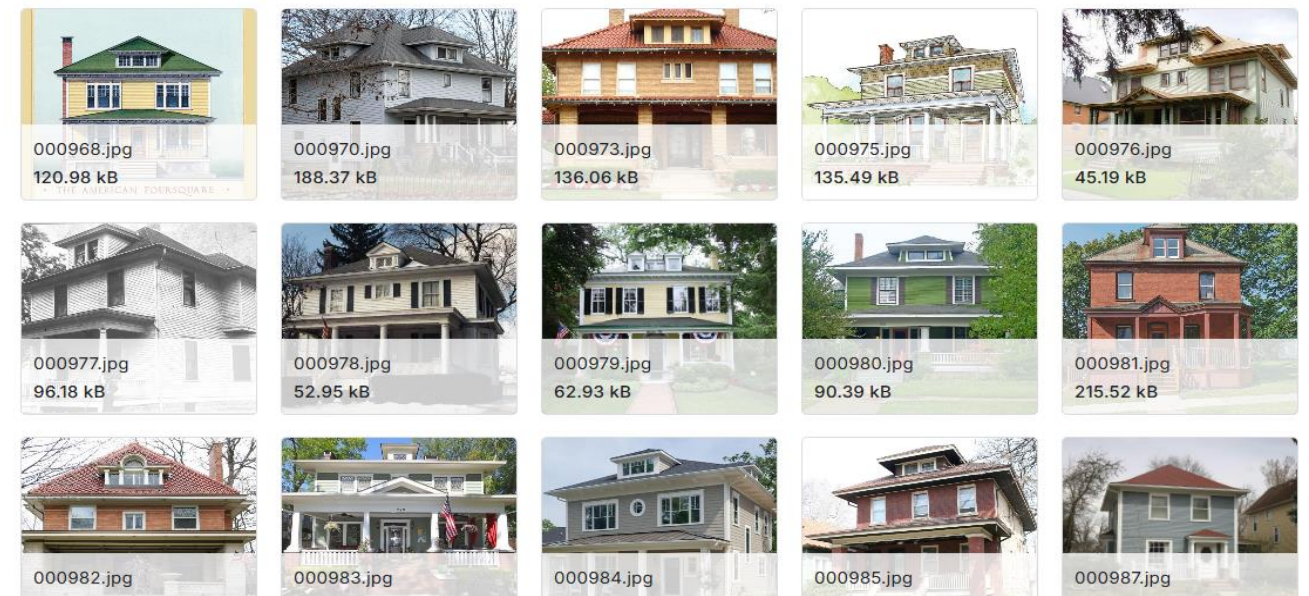 THE AMERICAN FOURSQUARE
000968.jpg
120.98 kB
000970.jpg
188.37 kB
000973.jpg
136.06 kB
000975.jpg
135.49 kB
000976.jpg
45.19 kB
000977.jpg
96.18 kB
000978.jpg
52.95 kB
000979.jpg
62.93 kB
000980.jpg
90.39 kB
000981.jpg
215.52 kB
000982.jpg
000983.jpg
000984.jpg
000985.jpg
000987.jpg